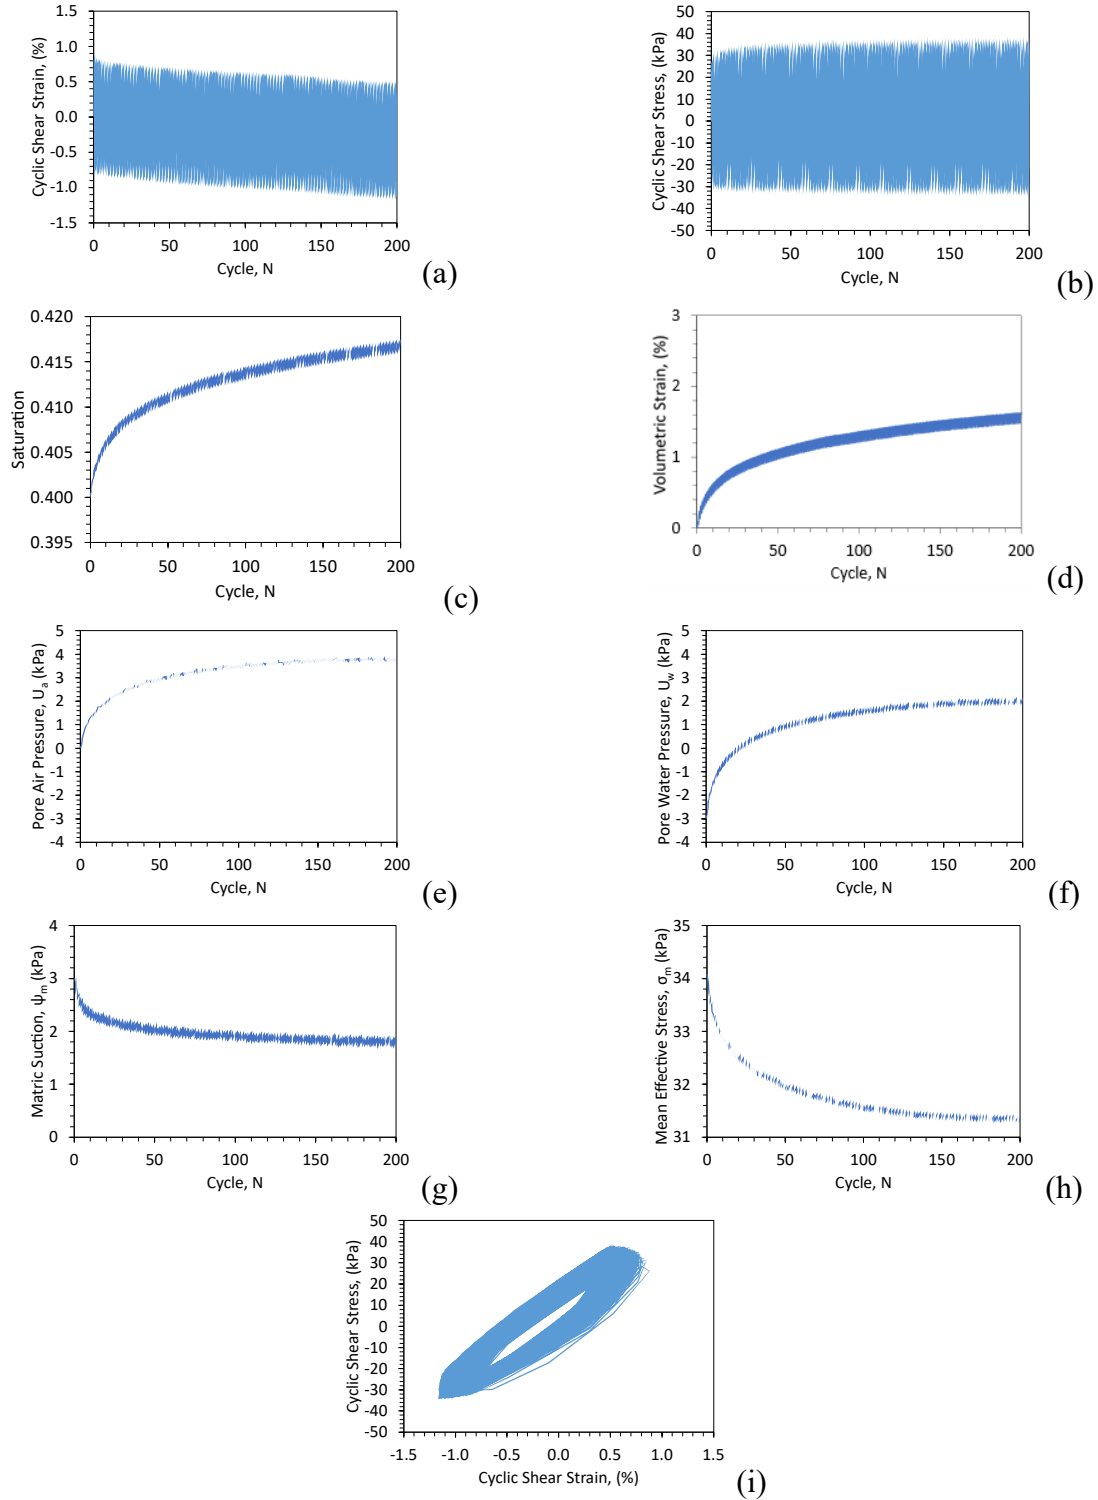 1.5
1.0
0.5
0.0
-0.5
-1.0
-1.5
Cyclic Shear Strain, (%)
0 50 100 150 200
Cycle, N
(a)
50
40
30
20
10
0
-10
-20
-30
-40
-50
Cyclic Shear Stress, (kPa)
0 50 100 150 200
Cycle, N
(b)
0.420
0.415
0.410
0.405
0.400
0.395
Saturation
0 50 100 150 200
Cycle, N
(c)
3
2
1
0
Volumetric Strain, (%)
0 50 100 150 200
Cycle, N
(d)
5
4
3
2
1
0
-1
-2
-3
-4
Pore Air Pressure, U_a (kPa)
0 50 100 150 200
Cycle, N
(e)
5
4
3
2
1
0
-1
-2
-3
-4
Pore Water Pressure, U_w (kPa)
0 50 100 150 200
Cycle, N
(f)
4
3
2
1
0
Matric Suction, ψ_m (kPa)
0 50 100 150 200
Cycle, N
(g)
35
34
33
32
31
Mean Effective Stress, σ_m (kPa)
0 50 100 150 200
Cycle, N
(h)
50
40
30
20
10
0
-10
-20
-30
-40
-50
Cyclic Shear Stress, (kPa)
-1.5 -1.0 -0.5 0.0 0.5 1.0 1.5
Cyclic Shear Strain, (%)
(i)